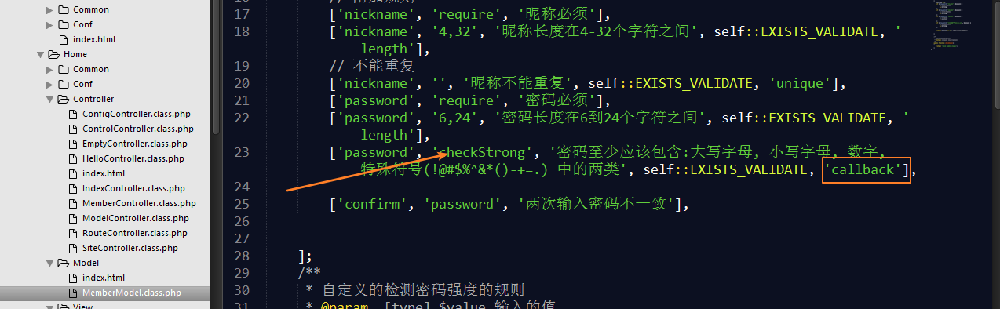 Common
Conf
index.html
Home
Common
Conf
Controller
ConfigController.class.php
ControlController.class.php
EmptyController.class.php
HelloController.class.php
index.html
IndexController.class.php
MemberController.class.php
ModelController.class.php
RouteController.class.php
SiteController.class.php
Model
index.html
MemberModel.class.php
View
// 附加规则
17 ['nickname', 'require', '昵称必须'],
18 ['nickname', '4,32', '昵称长度在4-32个字符之间', self::EXISTS_VALIDATE, '
length'],
19 // 不能重复
20 ['nickname', '', '昵称不能重复', self::EXISTS_VALIDATE, 'unique'],
21 ['password', 'require', '密码必须'],
22 ['password', '6,24', '密码长度在6到24个字符之间', self::EXISTS_VALIDATE, '
length'],
23 ['password', 'checkStrong', '密码至少应该包含:大写字母, 小写字母, 数字,
特殊符号(!@#$%^&*()-+=.) 中的两类', self::EXISTS_VALIDATE, 'callback'],
24
25 ['confirm', 'password', '两次输入密码不一致'],
26
27
28 ];
29 /**
30 * 自定义的检测密码强度的规则
31 * @param [type] $value 输入的值